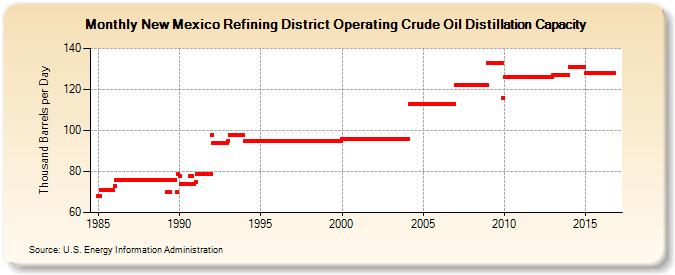 Monthly New Mexico Refining District Operating Crude Oil Distillation Capacity
Thousand Barrels per Day
140
120
100
80
60
1985 1990 1995 2000 2005 2010 2015
Source: U.S. Energy Information Administration